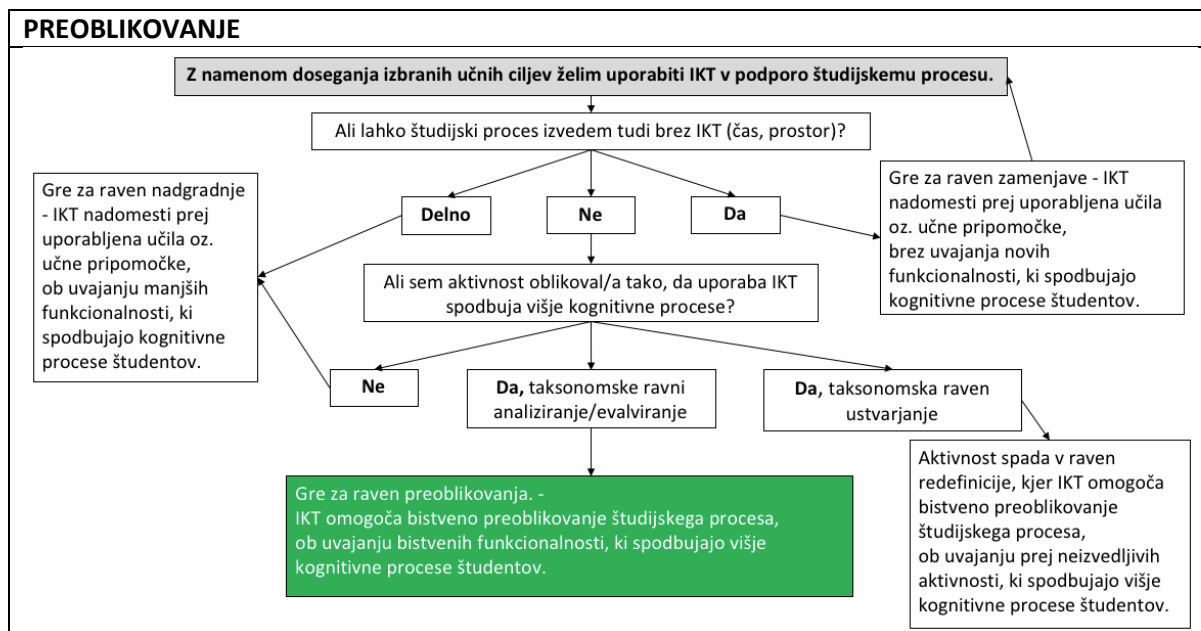 PREOBLIKOVANJE
Z namenom doseganja izbranih učnih ciljev želim uporabiti IKT v podporo študijskemu procesu.
Ali lahko študijski proces izvedem tudi brez IKT (čas, prostor)?
Gre za raven nadgradnje
- IKT nadomesti prej
uporabljena učila oz.
učne pripomočke,
ob uvajanju manjših
funkcionalnosti, ki
spodbujajo kognitivne
procese študentov.
Delno
Ne
Da
Gre za raven zamenjave - IKT
nadomesti prej uporabljena učila
oz. učne pripomočke,
brez uvajanja novih
funkcionalnosti, ki spodbujajo
kognitivne procese študentov.
Ali sem aktivnost oblikoval/a tako, da uporaba IKT
spodbuja višje kognitivne procese?
Ne
Da, taksonomske ravni
analiziranje/evalviranje
Da, taksonomska raven
ustvarjanje
Gre za raven preoblikovanja. -
IKT omogoča bistveno preoblikovanje študijskega procesa,
ob uvajanju bistvenih funkcionalnosti, ki spodbujajo višje
kognitivne procese študentov.
Aktivnost spada v raven
redefinicije, kjer IKT omogoča
bistveno preoblikovanje
študijskega procesa,
ob uvajanju prej neizvedljivih
aktivnosti, ki spodbujajo višje
kognitivne procese študentov.